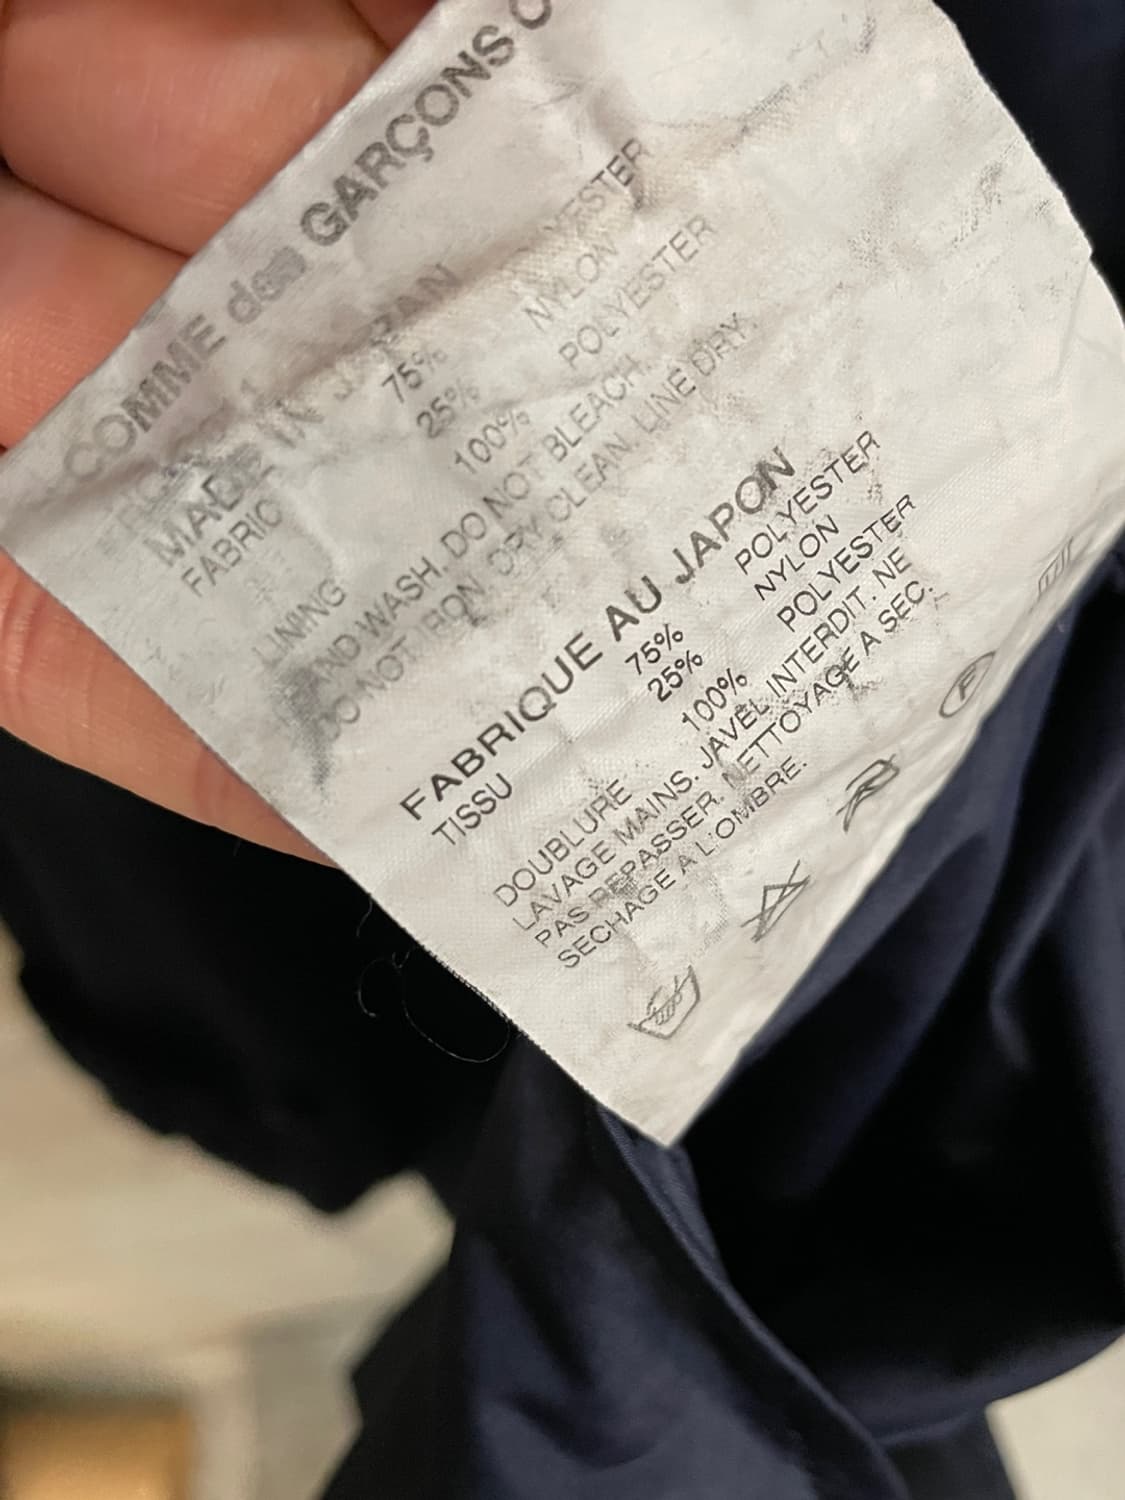 COMME des GARÇONS
MADE IN JAPAN
FABRIC 75% POLYESTER
25% NYLON
LINING 100% POLYESTER
HAND WASH. DO NOT BLEACH.
DO NOT IRON. DRY CLEAN. LINE DRY.
FABRIQUE AU JAPON
TISSU 75% POLYESTER
25% NYLON
DOUBLURE 100% POLYESTER
LAVAGE MAINS. JAVEL INTERDIT. NE
PAS REPASSER. NETTOYAGE A SEC.
SECHAGE A L'OMBRE.
F